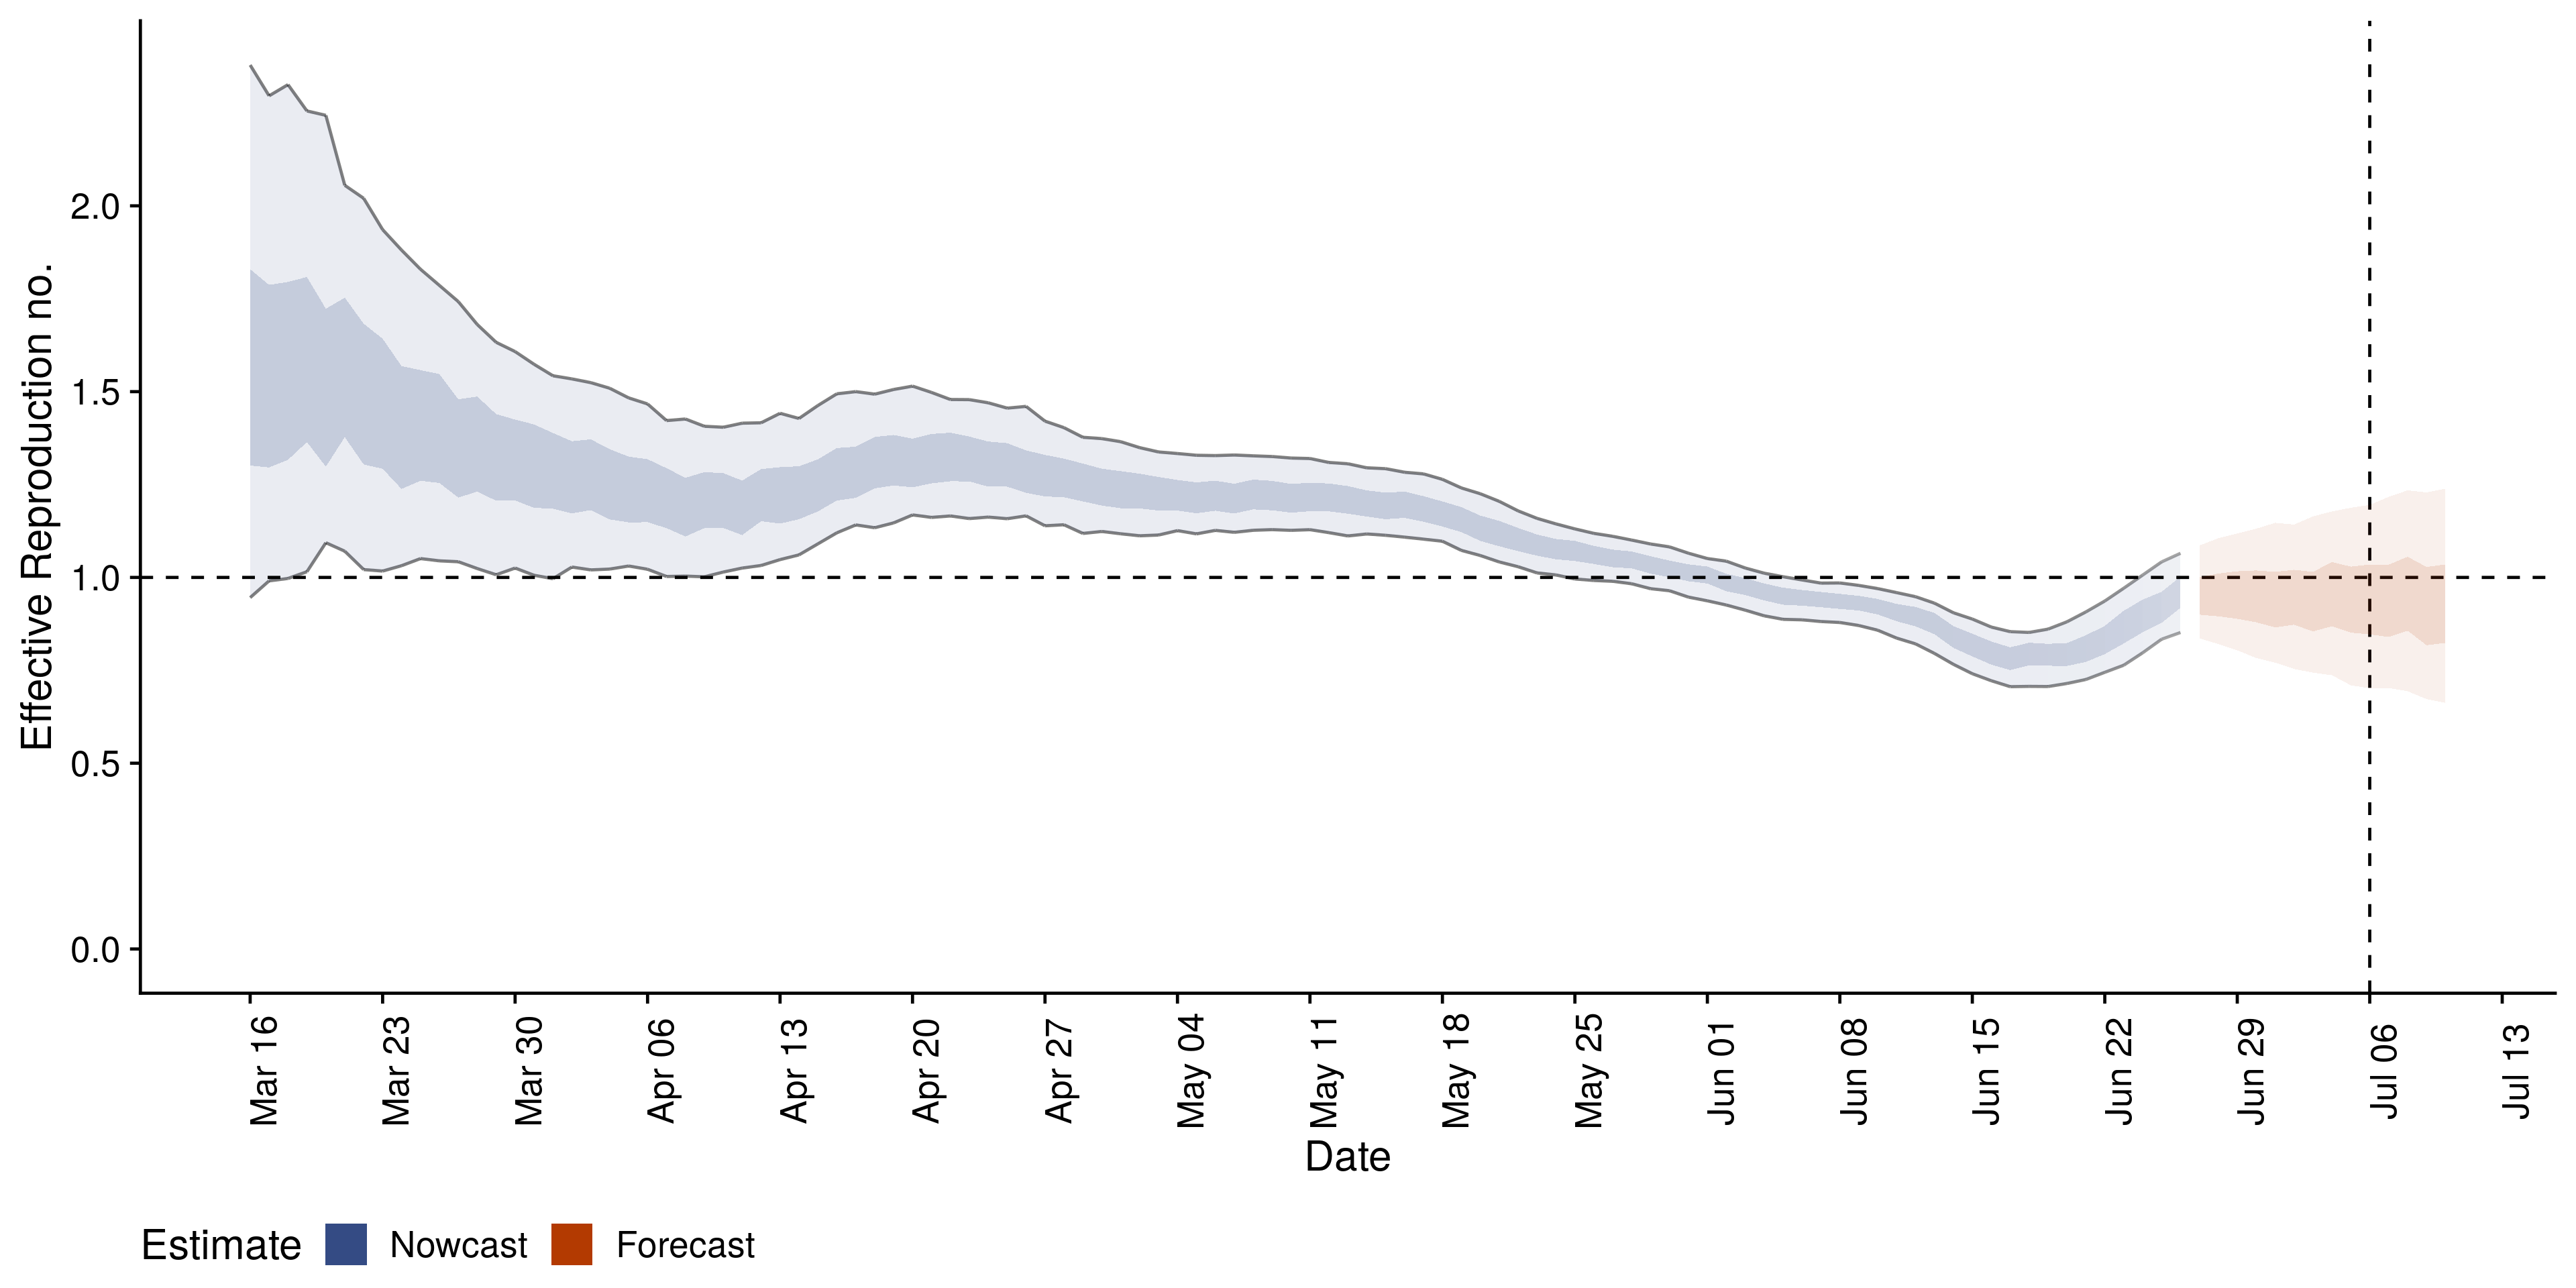 Effective Reproduction no.
2.0
1.5
1.0
0.5
0.0
Mar 16
Mar 23
Mar 30
Apr 06
Apr 13
Apr 20
Apr 27
May 04
May 11
May 18
May 25
Jun 01
Jun 08
Jun 15
Jun 22
Jun 29
Jul 06
Jul 13
Date
Estimate Nowcast Forecast